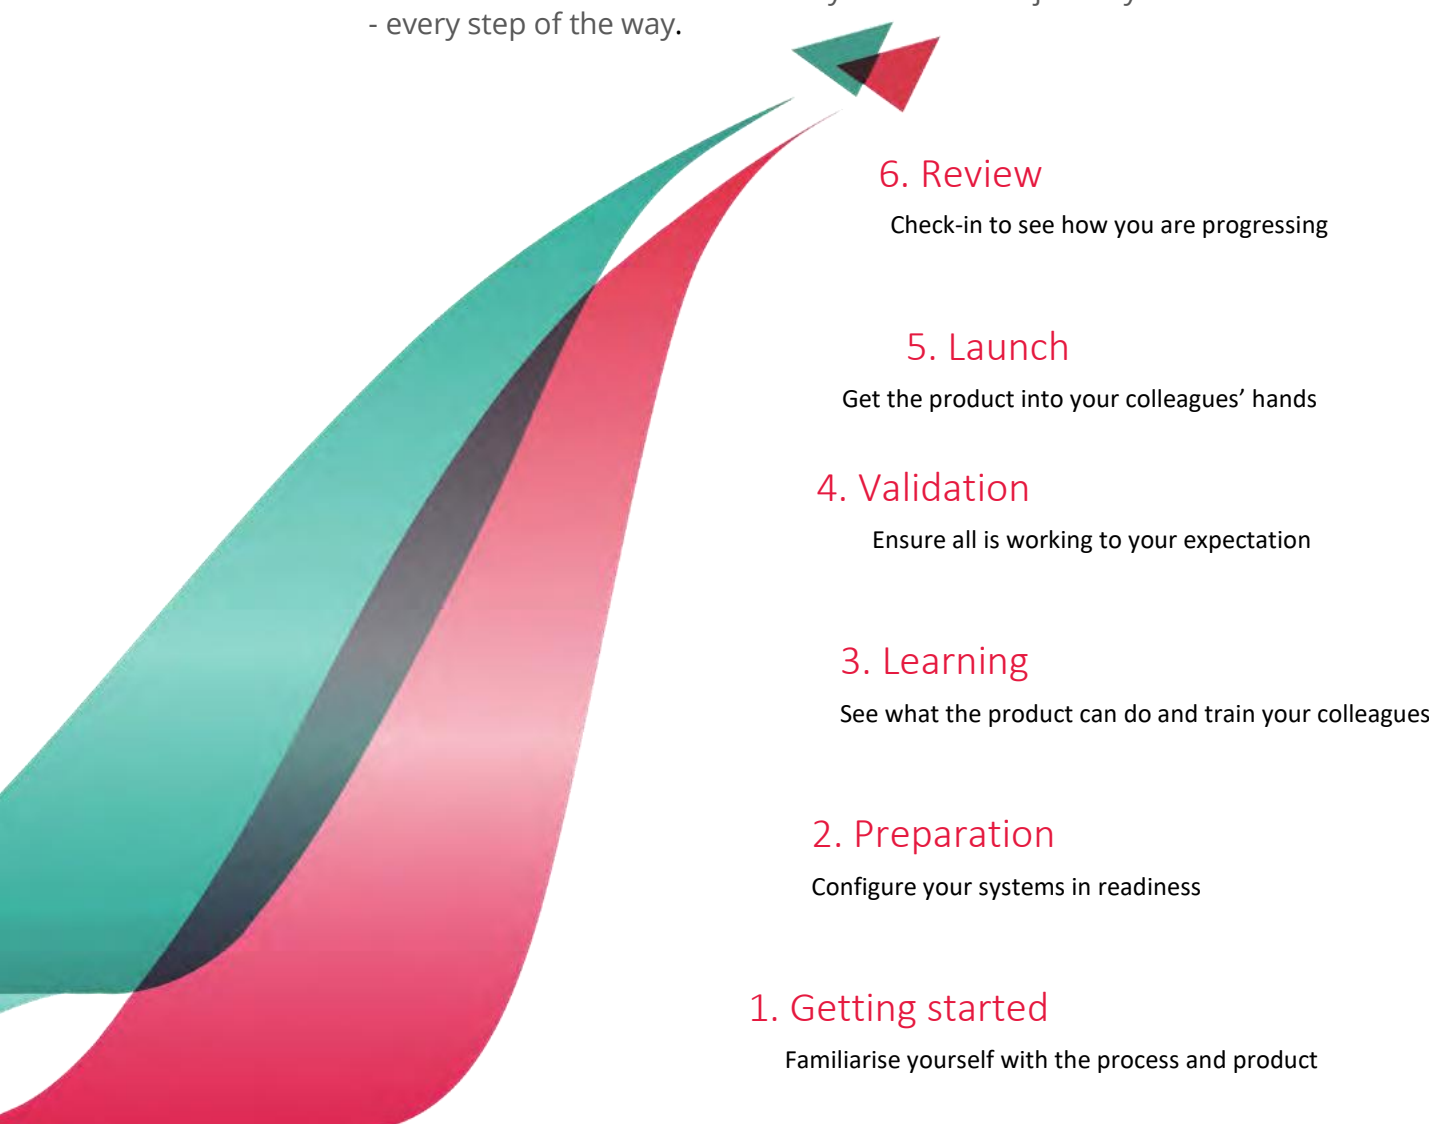 - every step of the way.
6. Review
Check-in to see how you are progressing
5. Launch
Get the product into your colleagues’ hands
4. Validation
Ensure all is working to your expectation
3. Learning
See what the product can do and train your colleagues
2. Preparation
Configure your systems in readiness
1. Getting started
Familiarise yourself with the process and product